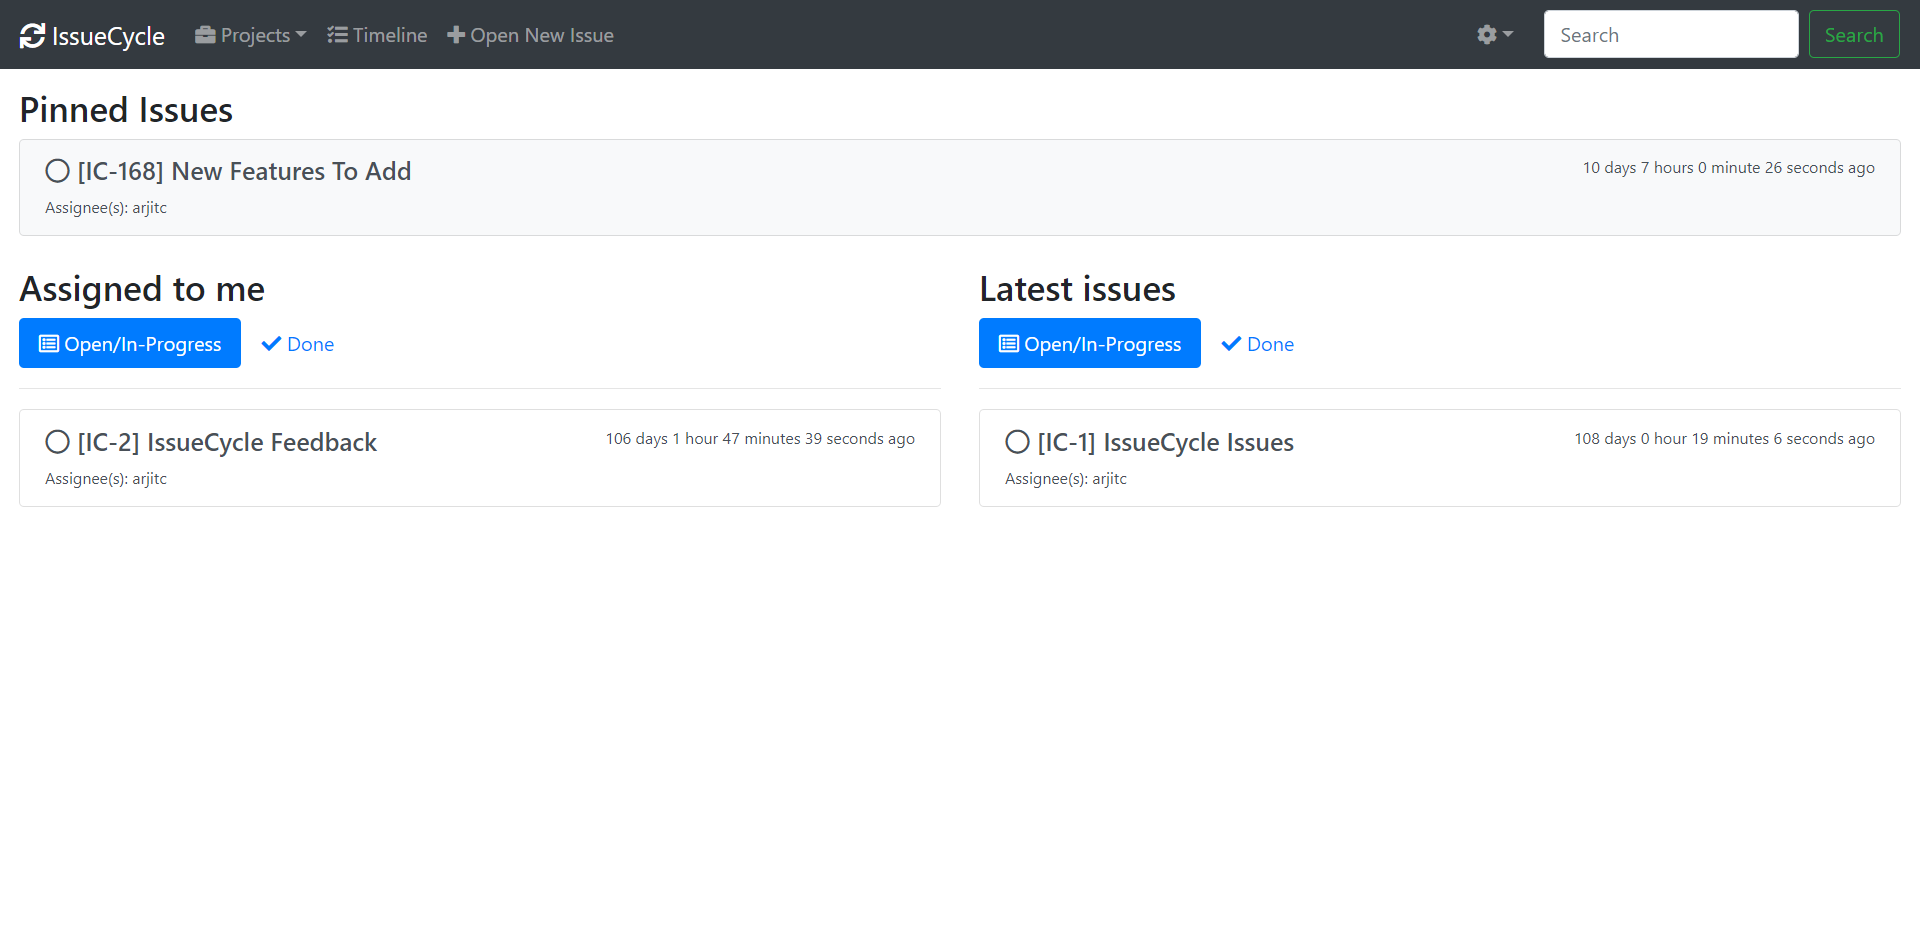 IssueCycle Projects Timeline Open New Issue Search Search
Pinned Issues
[IC-168] New Features To Add 10 days 7 hours 0 minute 26 seconds ago
Assignee(s): arjitc
Assigned to me
Open/In-Progress Done
[IC-2] IssueCycle Feedback 106 days 1 hour 47 minutes 39 seconds ago
Assignee(s): arjitc
Latest issues
Open/In-Progress Done
[IC-1] IssueCycle Issues 108 days 0 hour 19 minutes 6 seconds ago
Assignee(s): arjitc